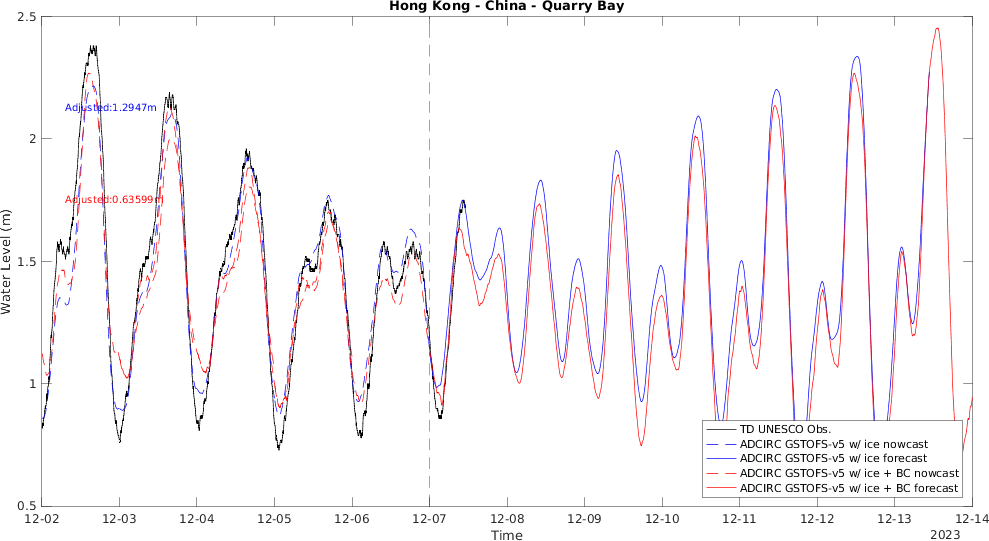 Hong Kong - China - Quarry Bay
2.5
2
1.5
1
0.5
Water Level (m)
Adjusted:1.2947m
Adjusted:0.63599m
TD UNESCO Obs.
ADCIRC GSTOFS-v5 w/ ice nowcast
ADCIRC GSTOFS-v5 w/ ice forecast
ADCIRC GSTOFS-v5 w/ ice + BC nowcast
ADCIRC GSTOFS-v5 w/ ice + BC forecast
12-02 12-03 12-04 12-05 12-06 12-07 12-08 12-09 12-10 12-11 12-12 12-13 12-14
Time
2023